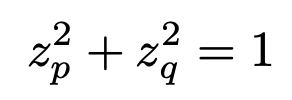 $z_p^2 + z_q^2 = 1$